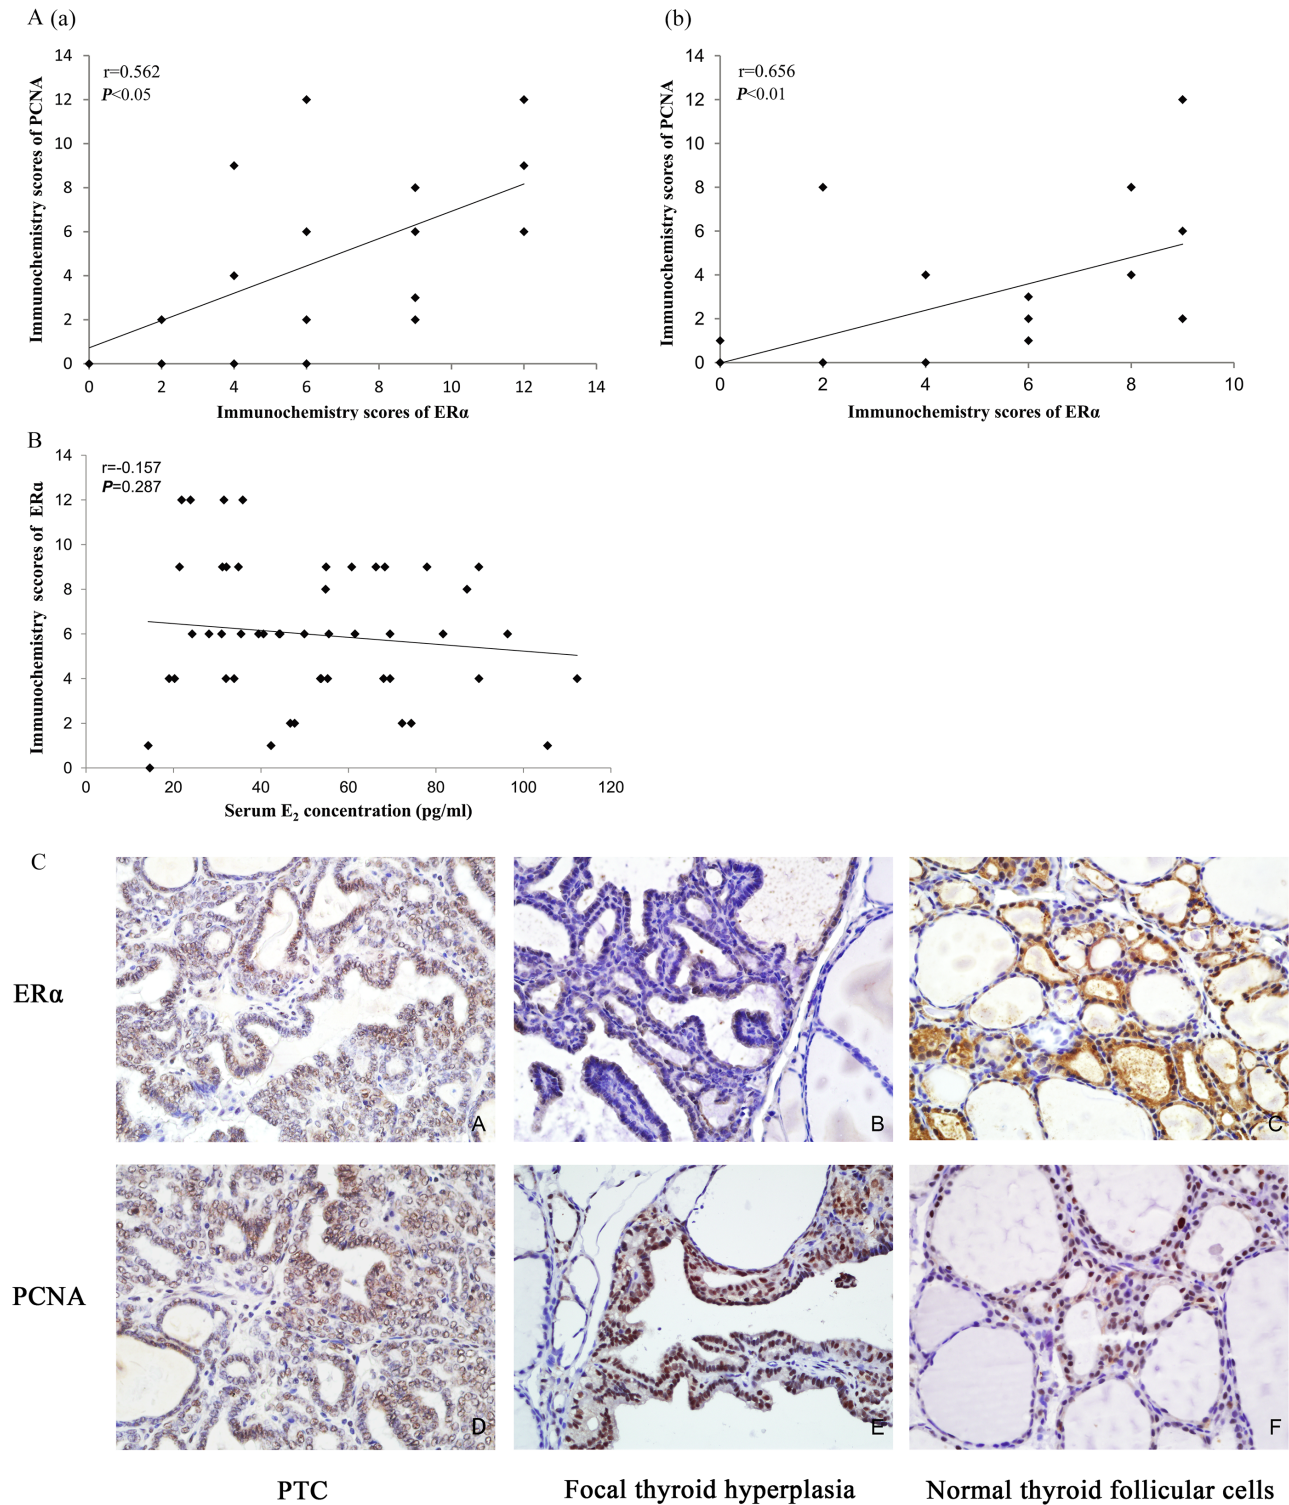 A (a)
r=0.562
P<0.05
Immunochemistry scores of PCNA
14
12
10
8
6
4
2
0
0 2 4 6 8 10 12 14
Immunochemistry scores of ERα
(b)
r=0.656
P<0.01
Immunochemistry scores of PCNA
14
12
10
8
6
4
2
0
0 2 4 6 8 10
Immunochemistry scores of ERα
B
r=-0.157
P=0.287
Immunochemistry sccores of ERα
14
12
10
8
6
4
2
0
0 20 40 60 80 100 120
Serum E₂ concentration (pg/ml)
C
ERα
A
B
C
PCNA
D
E
F
PTC
Focal thyroid hyperplasia
Normal thyroid follicular cells